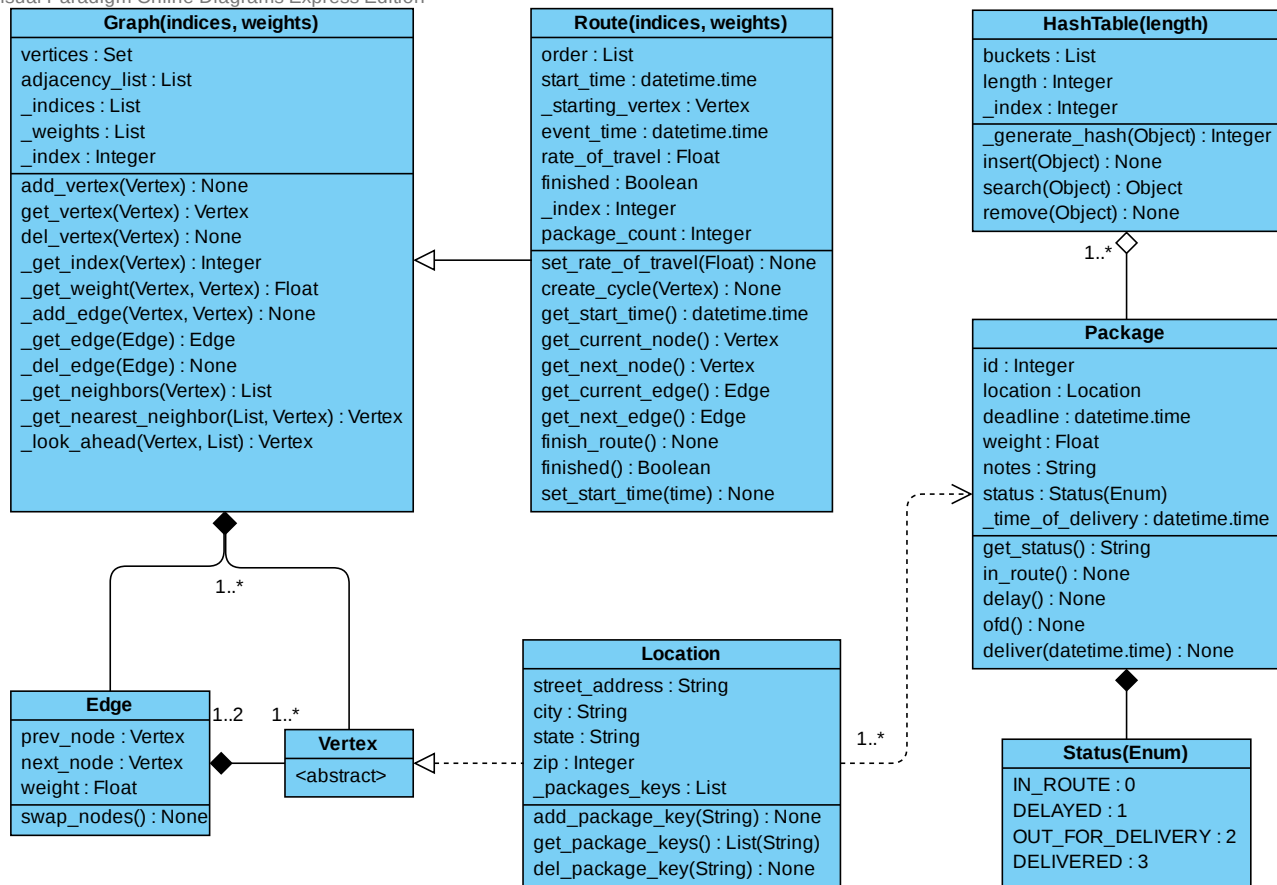 Visual Paradigm Online Diagrams Express Edition
Graph(indices, weights)
vertices : Set
adjacency_list : List
_indices : List
_weights : List
_index : Integer
add_vertex(Vertex) : None
get_vertex(Vertex) : Vertex
del_vertex(Vertex) : None
_get_index(Vertex) : Integer
_get_weight(Vertex, Vertex) : Float
_add_edge(Vertex, Vertex) : None
_get_edge(Edge) : Edge
_del_edge(Edge) : None
_get_neighbors(Vertex) : List
_get_nearest_neighbor(List, Vertex) : Vertex
_look_ahead(Vertex, List) : Vertex
Route(indices, weights)
order : List
start_time : datetime.time
_starting_vertex : Vertex
event_time : datetime.time
rate_of_travel : Float
finished : Boolean
_index : Integer
package_count : Integer
set_rate_of_travel(Float) : None
create_cycle(Vertex) : None
get_start_time() : datetime.time
get_current_node() : Vertex
get_next_node() : Vertex
get_current_edge() : Edge
get_next_edge() : Edge
finish_route() : None
finished() : Boolean
set_start_time(time) : None
HashTable(length)
buckets : List
length : Integer
_index : Integer
_generate_hash(Object) : Integer
insert(Object) : None
search(Object) : Object
remove(Object) : None
1..*
Package
id : Integer
location : Location
deadline : datetime.time
weight : Float
notes : String
status : Status(Enum)
_time_of_delivery : datetime.time
get_status() : String
in_route() : None
delay() : None
ofd() : None
deliver(datetime.time) : None
1..*
Edge
prev_node : Vertex
next_node : Vertex
weight : Float
swap_nodes() : None
1..2
1..*
Vertex
<abstract>
Location
street_address : String
city : String
state : String
zip : Integer
_packages_keys : List
add_package_key(String) : None
get_package_keys() : List(String)
del_package_key(String) : None
1..*
Status(Enum)
IN_ROUTE : 0
DELAYED : 1
OUT_FOR_DELIVERY : 2
DELIVERED : 3